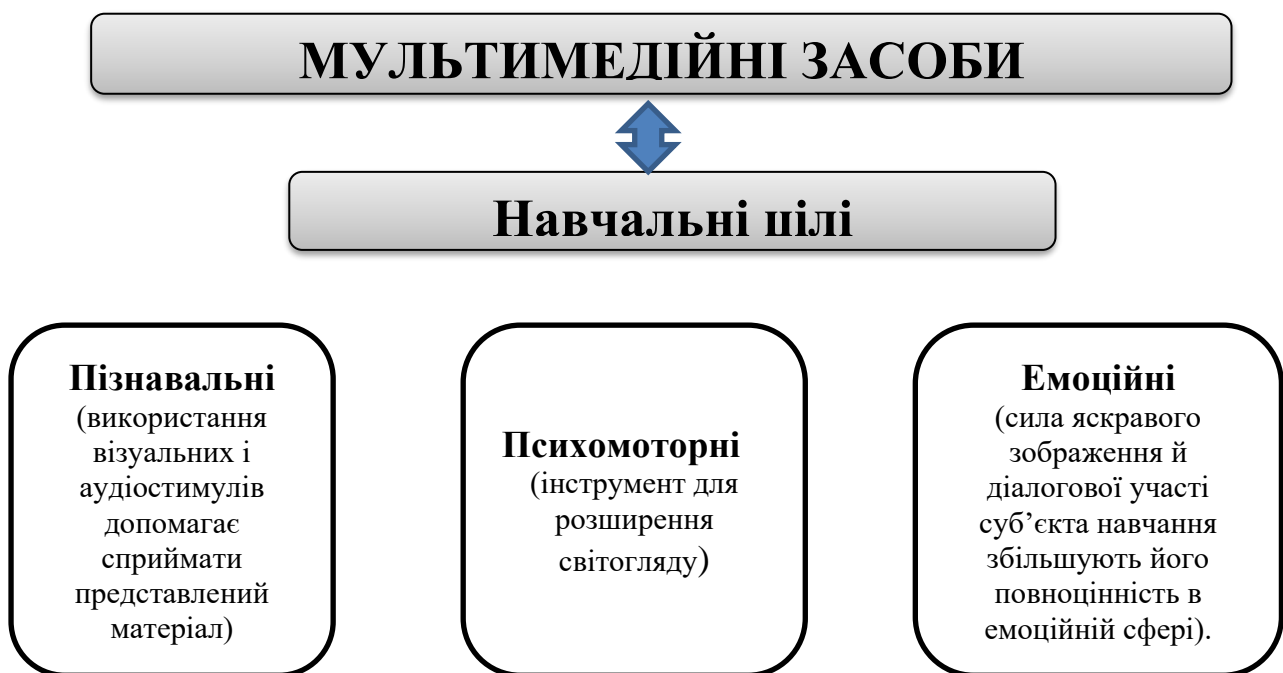 МУЛЬТИМЕДІЙНІ ЗАСОБИ
Навчальні цілі
Пізнавальні
(використання
візуальних і
аудіостимулів
допомагає
сприймати
представлений
матеріал)
Психомоторні
(інструмент для
розширення
світогляду)
Емоційні
(сила яскравого
зображення й
діалогової участі
суб’єкта навчання
збільшують його
повноцінність в
емоційній сфері).